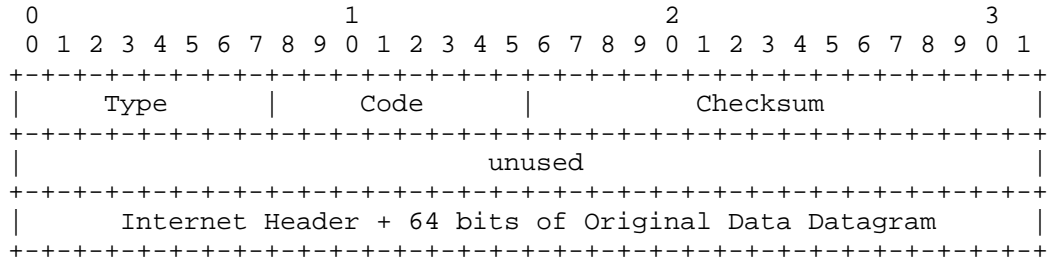 0                   1                   2                   3
 0 1 2 3 4 5 6 7 8 9 0 1 2 3 4 5 6 7 8 9 0 1 2 3 4 5 6 7 8 9 0 1
+-+-+-+-+-+-+-+-+-+-+-+-+-+-+-+-+-+-+-+-+-+-+-+-+-+-+-+-+-+-+-+-+
|     Type      |     Code      |          Checksum             |
+-+-+-+-+-+-+-+-+-+-+-+-+-+-+-+-+-+-+-+-+-+-+-+-+-+-+-+-+-+-+-+-+
|                             unused                            |
+-+-+-+-+-+-+-+-+-+-+-+-+-+-+-+-+-+-+-+-+-+-+-+-+-+-+-+-+-+-+-+-+
|      Internet Header + 64 bits of Original Data Datagram      |
+-+-+-+-+-+-+-+-+-+-+-+-+-+-+-+-+-+-+-+-+-+-+-+-+-+-+-+-+-+-+-+-+